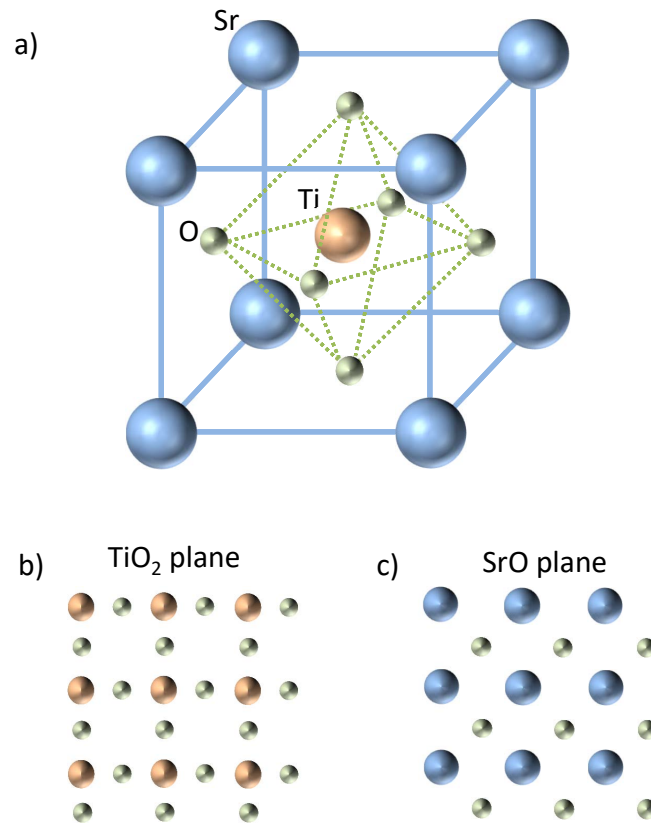 Sr
a)
Ti
O
b) TiO₂ plane
c) SrO plane